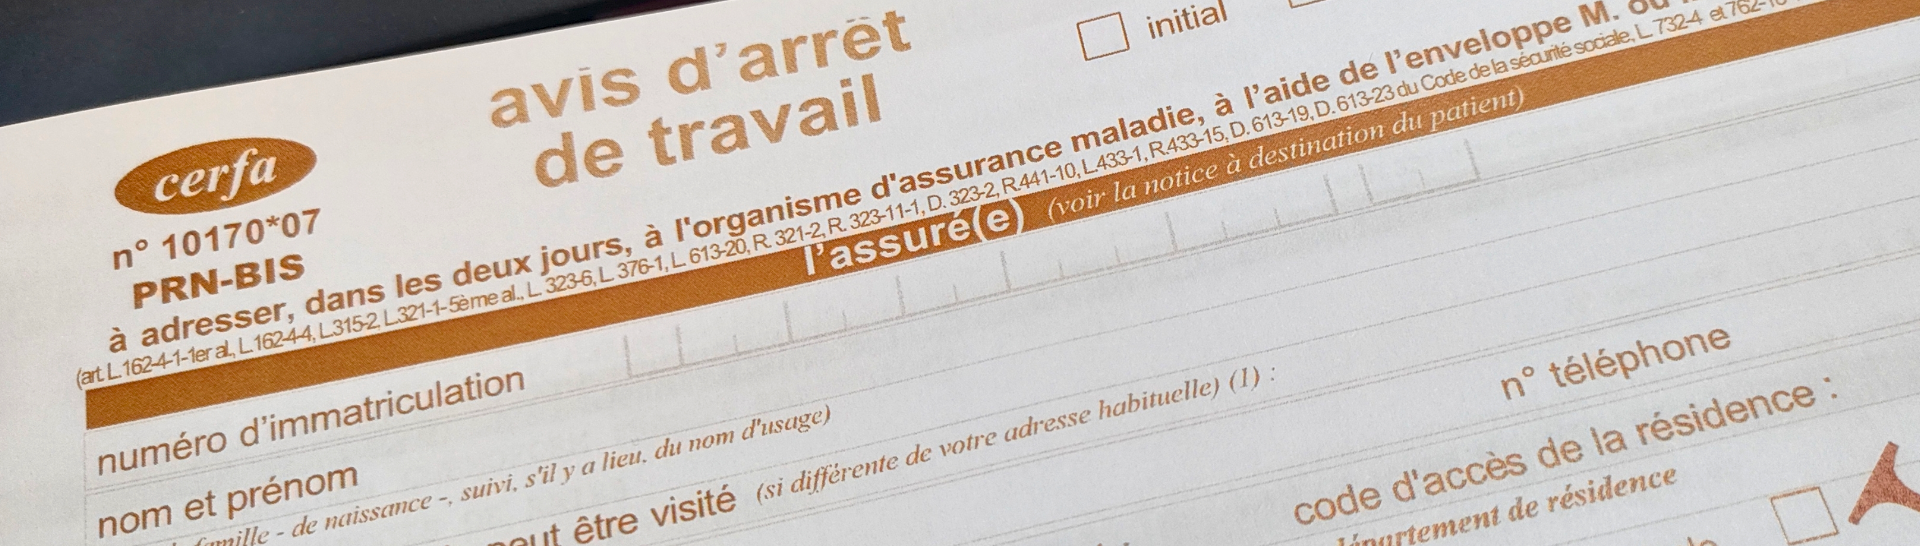 avis d'arrêt
de travail
initial
cerfa
n° 10170*07
PRN-BIS
à adresser, dans les deux jours, à l'organisme d'assurance maladie, à l'aide de l'enveloppe M. ou
(art. L.162-4-1-1er al., L.162-4-4, L.315-2, L.321-1-5ème al., L. 323-6, L. 376-1, L. 613-20, R. 321-2, R. 323-11-1, D. 323-2, R.441-10, L.433-1, R.433-15, D. 613-19, D. 613-23 du Code de la sécurité sociale, L. 732-4 et 762-
l'assuré(e) (voir la notice à destination du patient)
numéro d'immatriculation
nom et prénom
- de naissance -, suivi, s'il y a lieu, du nom d'usage)
n° téléphone
peut être visité (si différente de votre adresse habituelle) (1) :
code d'accès de la résidence :
département de résidence